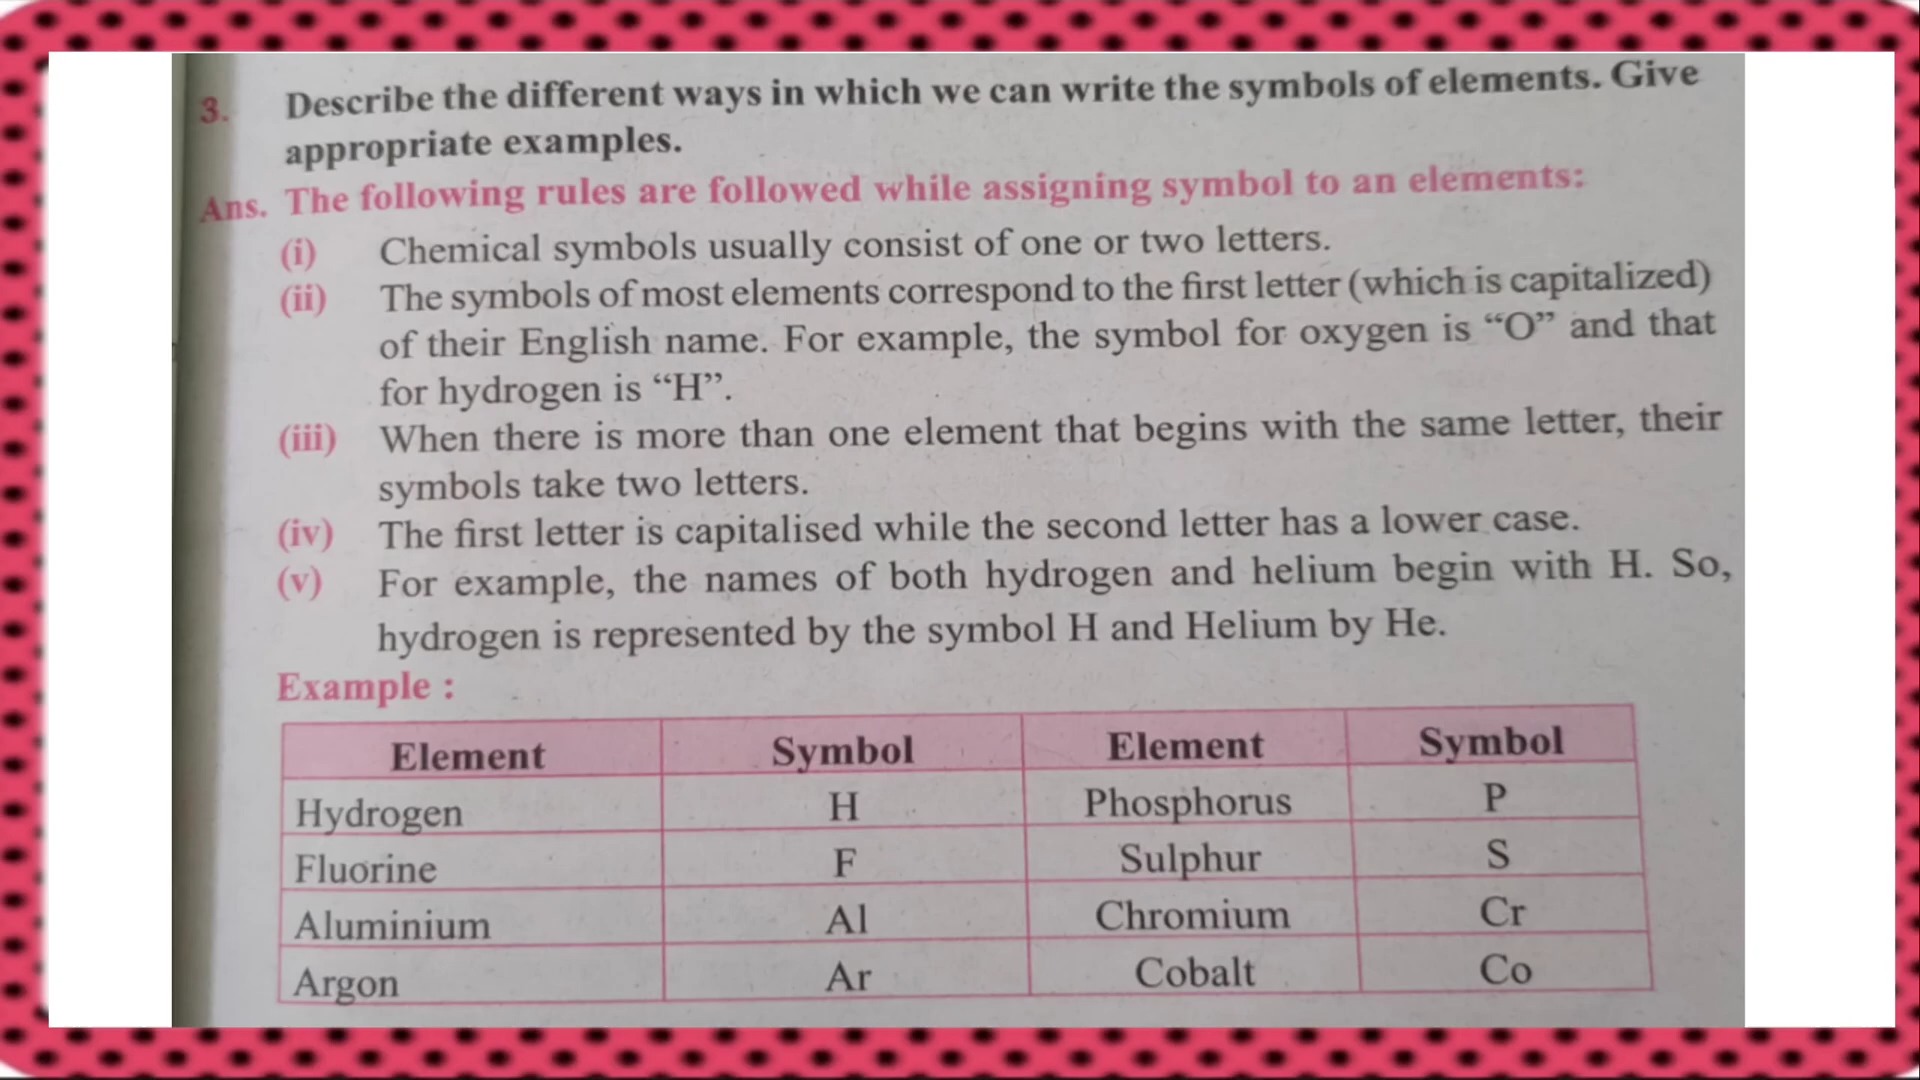 3. Describe the different ways in which we can write the symbols of elements. Give
appropriate examples.
Ans. The following rules are followed while assigning symbol to an elements:
(i) Chemical symbols usually consist of one or two letters.
(ii) The symbols of most elements correspond to the first letter (which is capitalized)
of their English name. For example, the symbol for oxygen is “O” and that
for hydrogen is “H”.
(iii) When there is more than one element that begins with the same letter, their
symbols take two letters.
(iv) The first letter is capitalised while the second letter has a lower case.
(v) For example, the names of both hydrogen and helium begin with H. So,
hydrogen is represented by the symbol H and Helium by He.
Example :
Element Symbol Element Symbol
Hydrogen H Phosphorus P
Fluorine F Sulphur S
Aluminium Al Chromium Cr
Argon Ar Cobalt Co